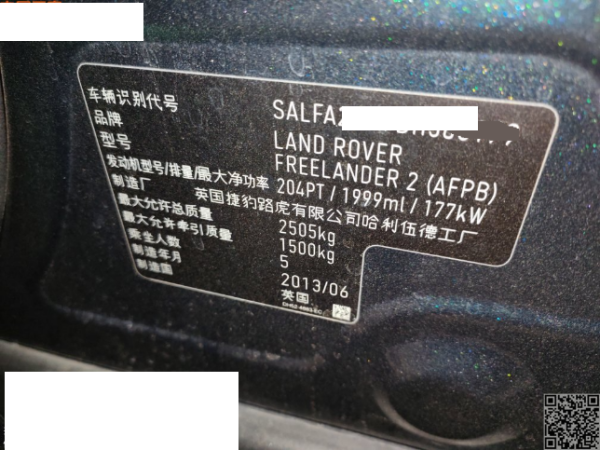 车辆识别代号 SALFA2
品牌 LAND ROVER
型号 FREELANDER 2 (AFPB)
发动机型号/排量/最大净功率 204PT / 1999ml / 177kW
制造厂 英国捷豹路虎有限公司哈利伍德工厂
最大允许总质量 2505kg
最大允许牵引质量 1500kg
乘坐人数 5
制造年月 2013/06
制造国 英国